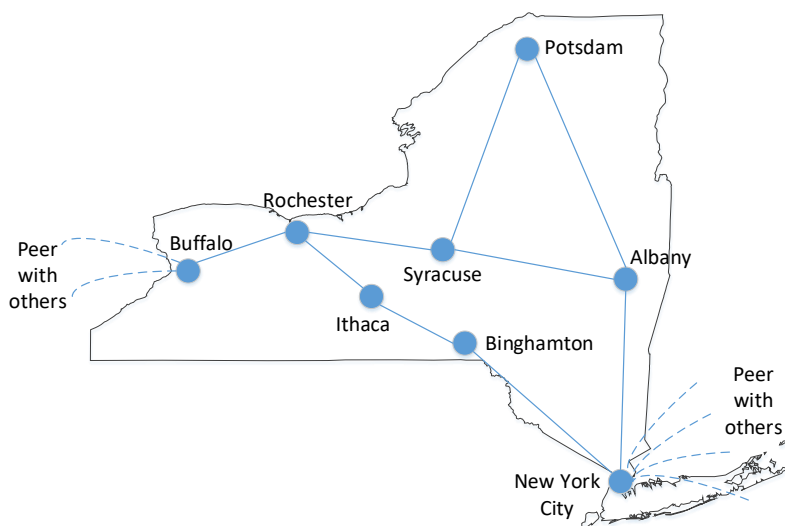 Potsdam
Rochester
Buffalo
Peer
with
others
Syracuse
Albany
Ithaca
Binghamton
Peer
with
others
New York
City